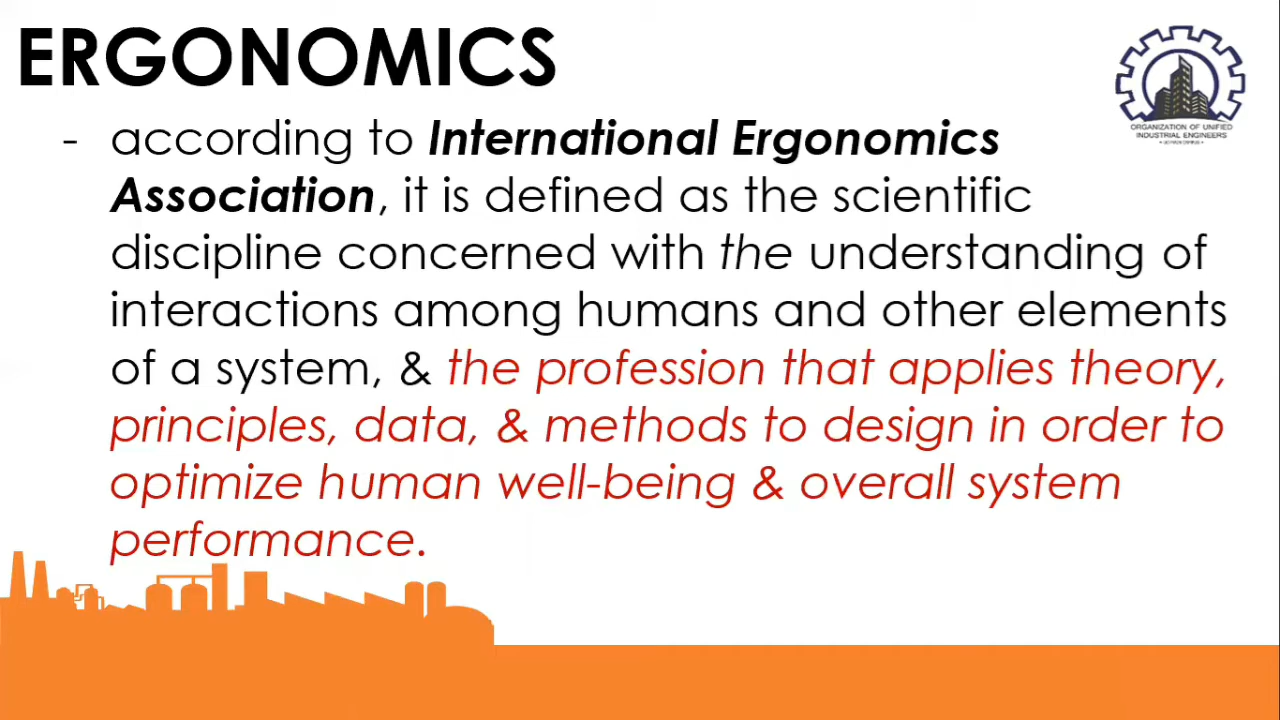 ERGONOMICS
ORGANIZATION OF UNIFIED
INDUSTRIAL ENGINEERS
- according to International Ergonomics
Association, it is defined as the scientific
discipline concerned with the understanding of
interactions among humans and other elements
of a system, & the profession that applies theory,
principles, data, & methods to design in order to
optimize human well-being & overall system
performance.